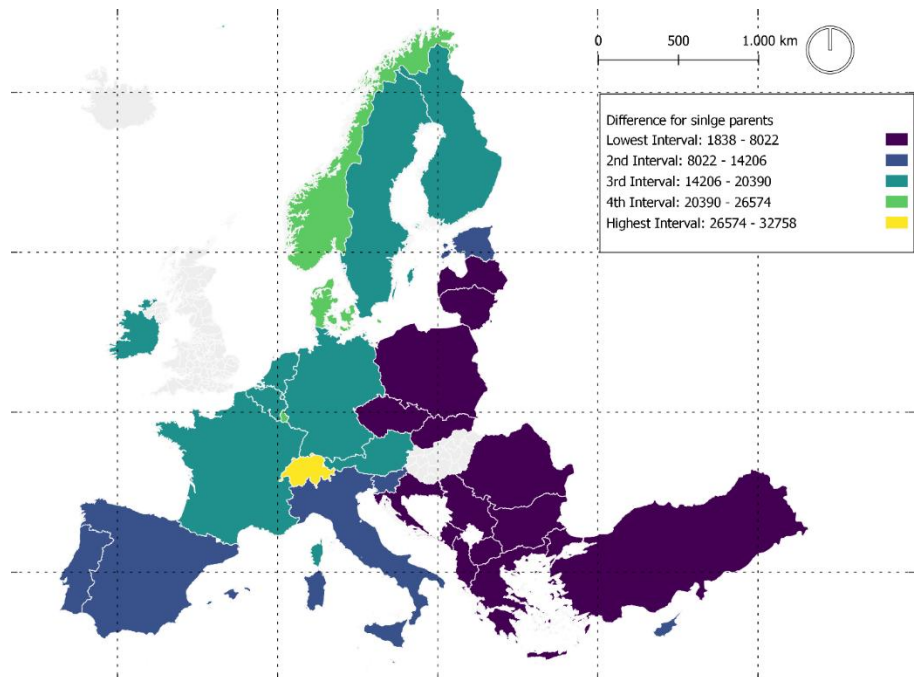 0 500 1.000 km
Difference for sinlge parents
Lowest Interval: 1838 - 8022
2nd Interval: 8022 - 14206
3rd Interval: 14206 - 20390
4th Interval: 20390 - 26574
Highest Interval: 26574 - 32758